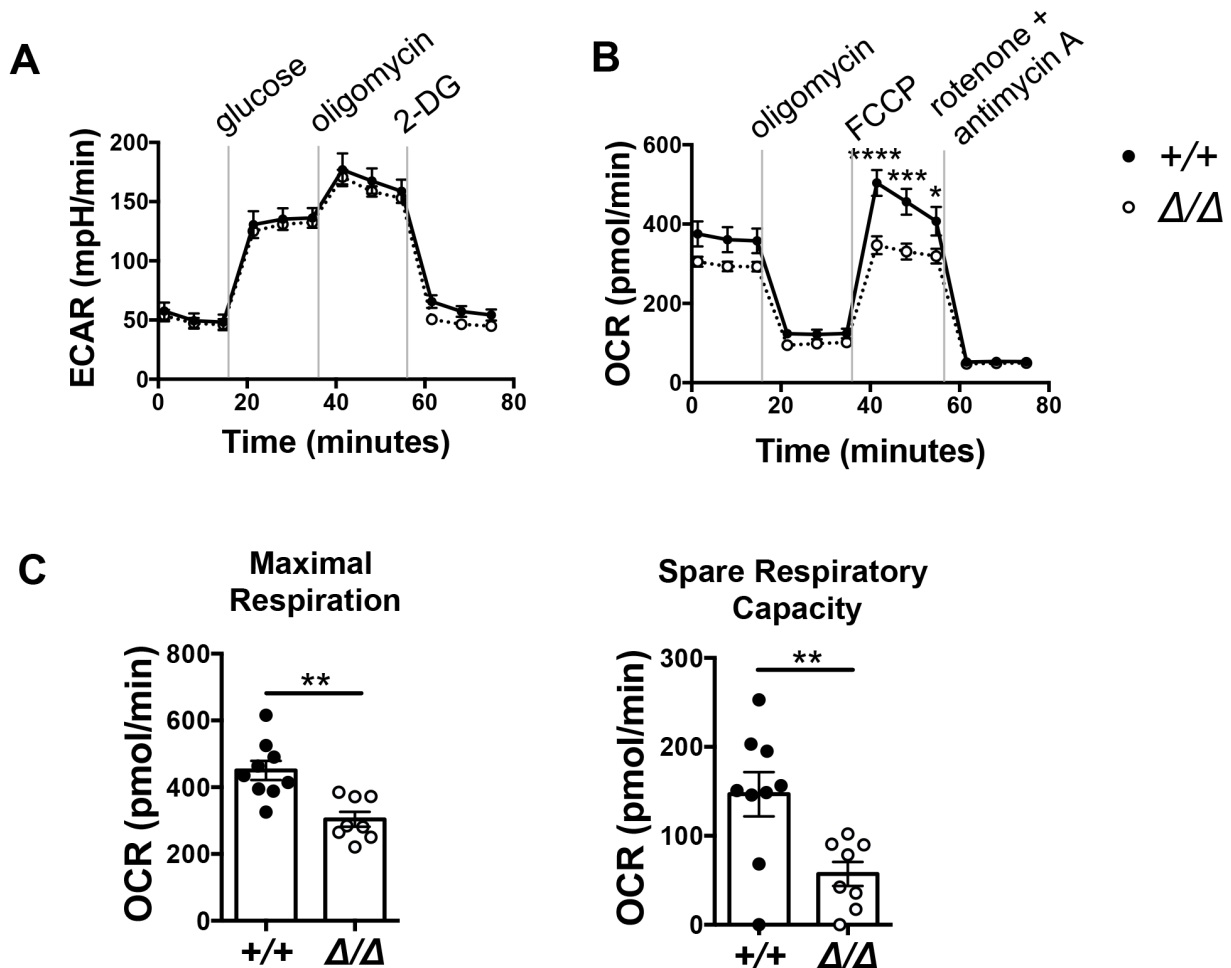 A
glucose
oligomycin
2-DG
ECAR (mpH/min)
200
150
100
50
0
0 20 40 60 80
Time (minutes)
B
oligomycin
FCCP
rotenone +
antimycin A
OCR (pmol/min)
600
400
200
0
**** *** *
0 20 40 60 80
Time (minutes)
+/+
Δ/Δ
C
Maximal
Respiration
OCR (pmol/min)
800
600
400
200
0
**
+/+ Δ/Δ
Spare Respiratory
Capacity
OCR (pmol/min)
300
200
100
0
**
+/+ Δ/Δ